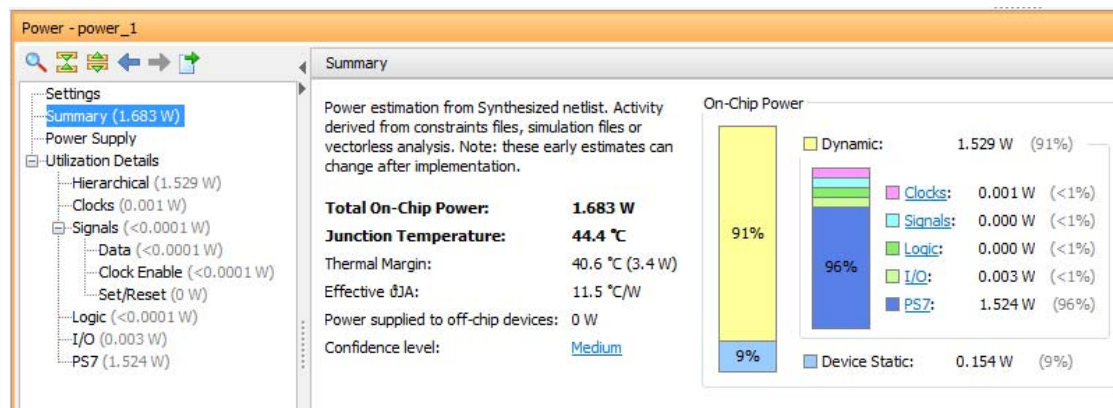 Power - power_1
Settings
Summary (1.683 W)
Power Supply
Utilization Details
Hierarchical (1.529 W)
Clocks (0.001 W)
Signals (<0.0001 W)
Data (<0.0001 W)
Clock Enable (<0.0001 W)
Set/Reset (0 W)
Logic (<0.0001 W)
I/O (0.003 W)
PS7 (1.524 W)
Summary
Power estimation from Synthesized netlist. Activity
derived from constraints files, simulation files or
vectorless analysis. Note: these early estimates can
change after implementation.
Total On-Chip Power: 1.683 W
Junction Temperature: 44.4 °C
Thermal Margin: 40.6 °C (3.4 W)
Effective ϑJA: 11.5 °C/W
Power supplied to off-chip devices: 0 W
Confidence level: Medium
On-Chip Power
91%
9%
Dynamic: 1.529 W (91%)
96%
Clocks: 0.001 W (<1%)
Signals: 0.000 W (<1%)
Logic: 0.000 W (<1%)
I/O: 0.003 W (<1%)
PS7: 1.524 W (96%)
Device Static: 0.154 W (9%)